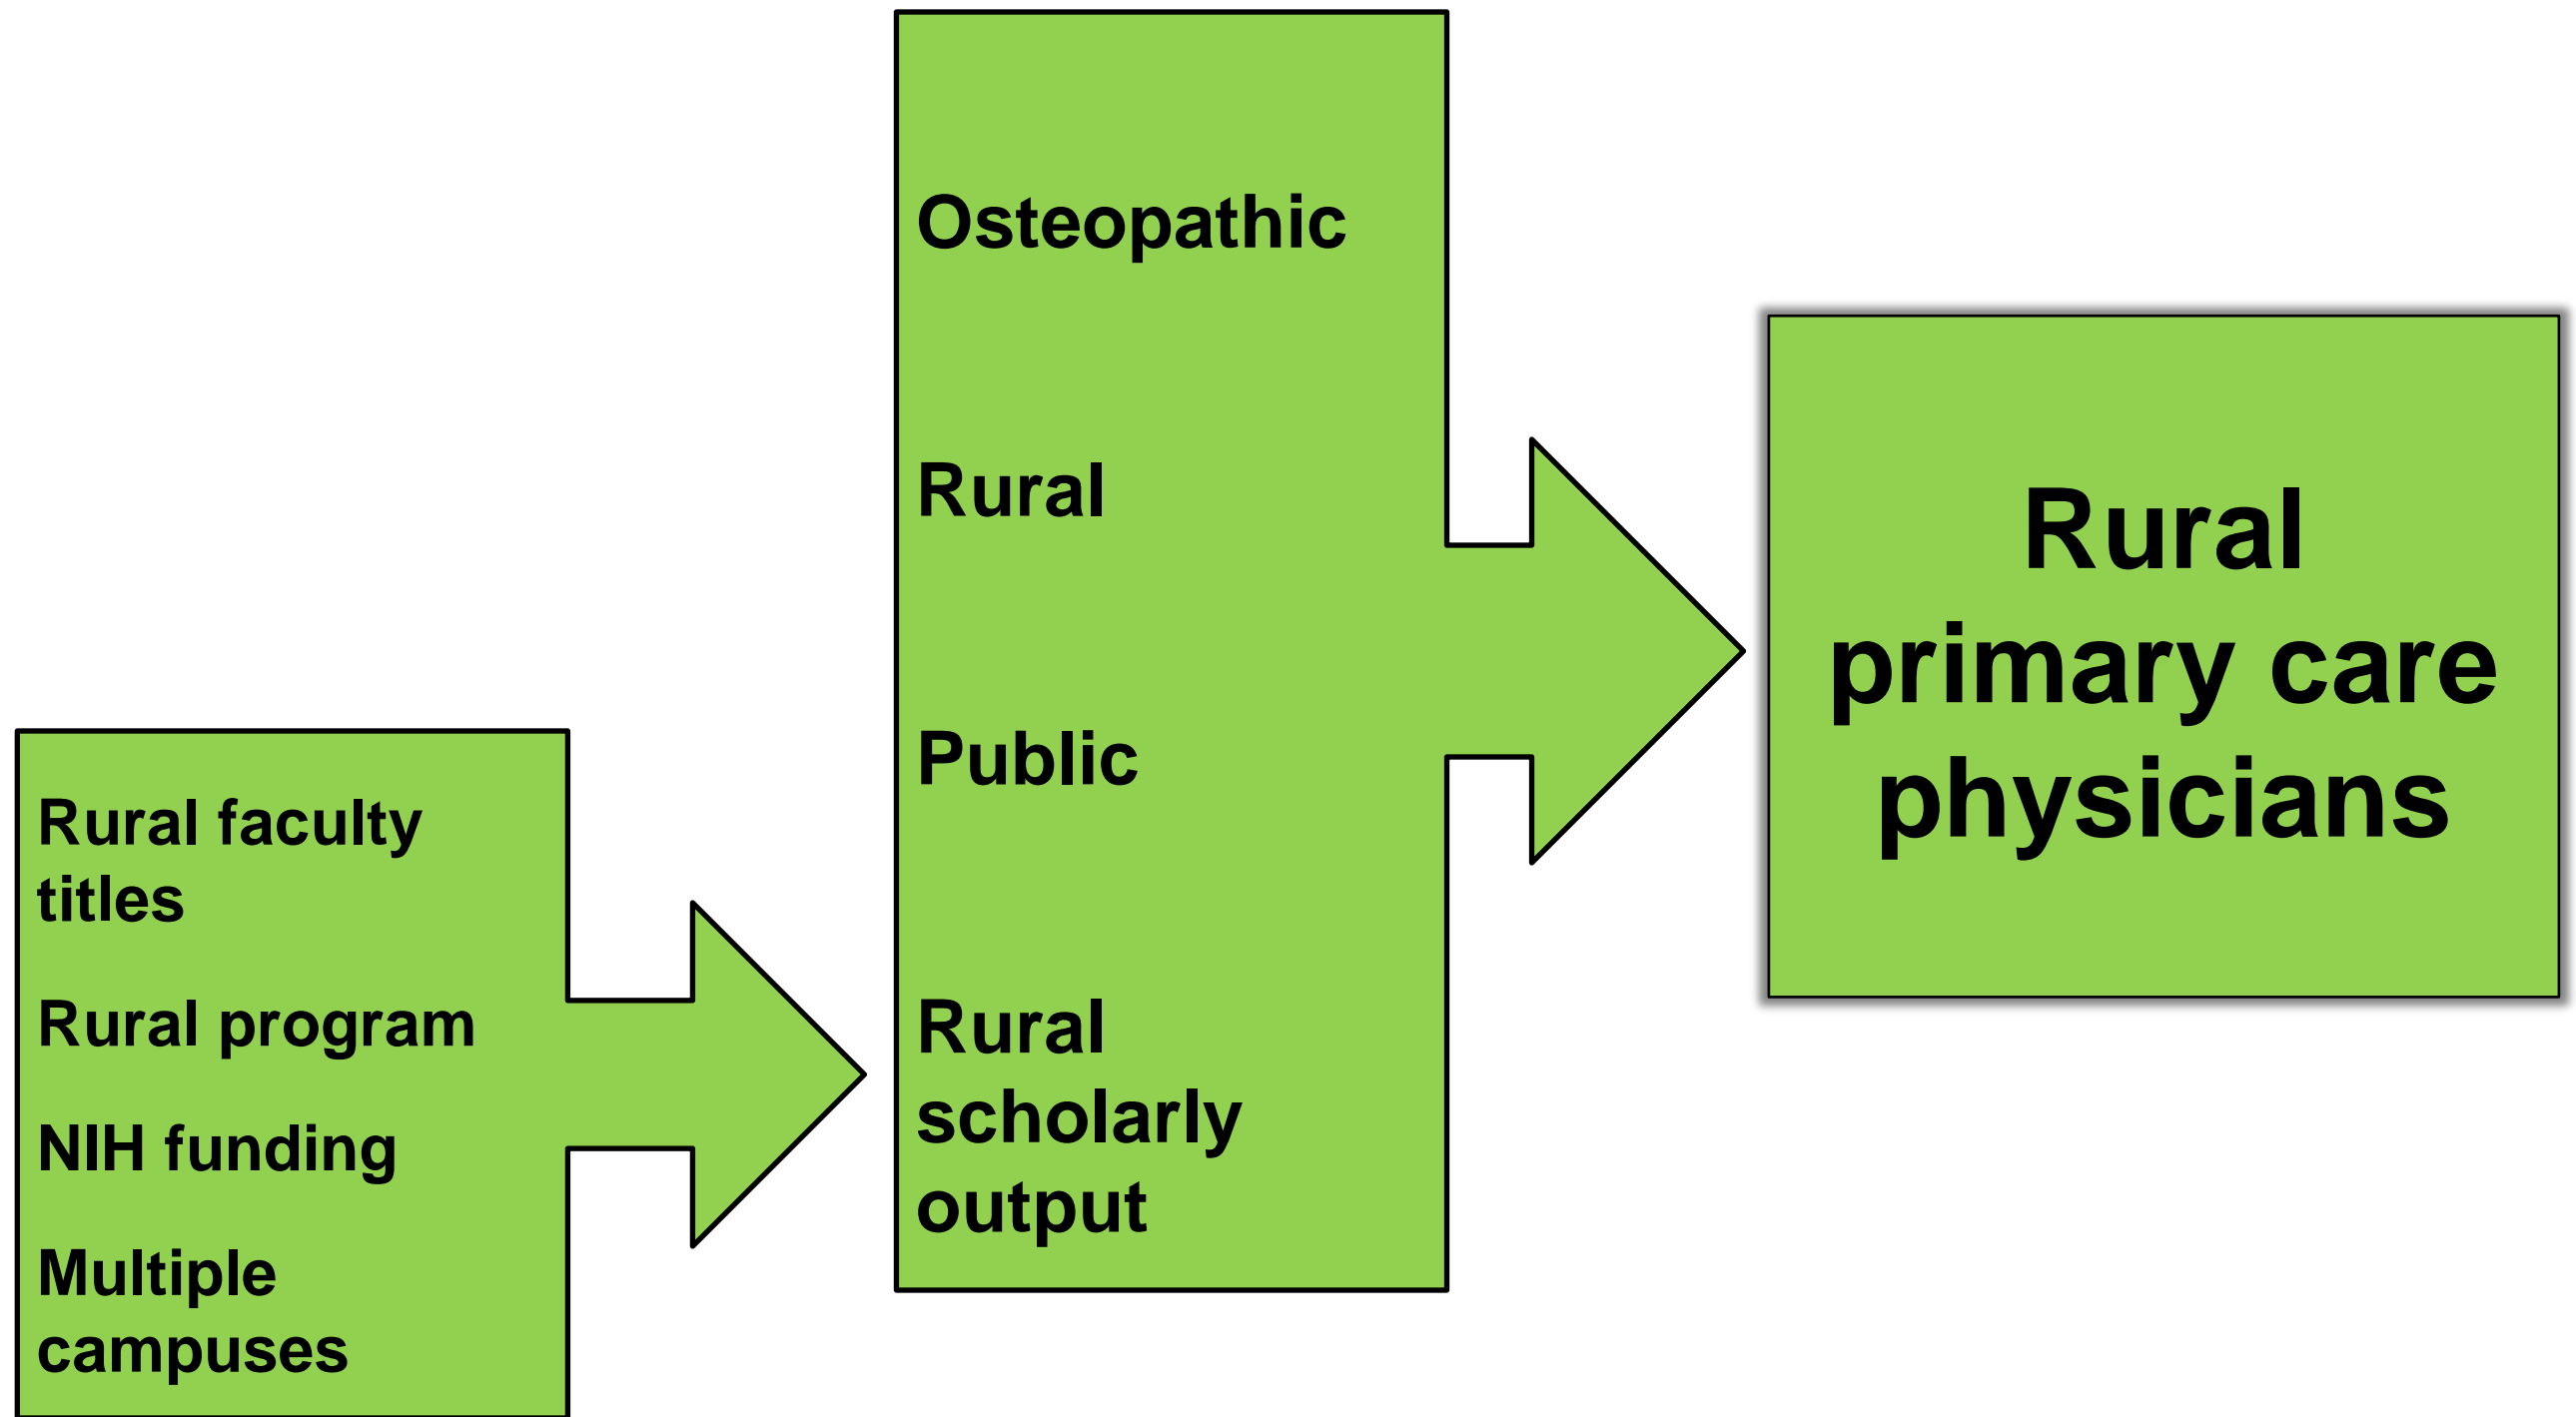 Rural faculty
titles
Rural program
NIH funding
Multiple
campuses
Osteopathic
Rural
Public
Rural
scholarly
output
Rural
primary care
physicians